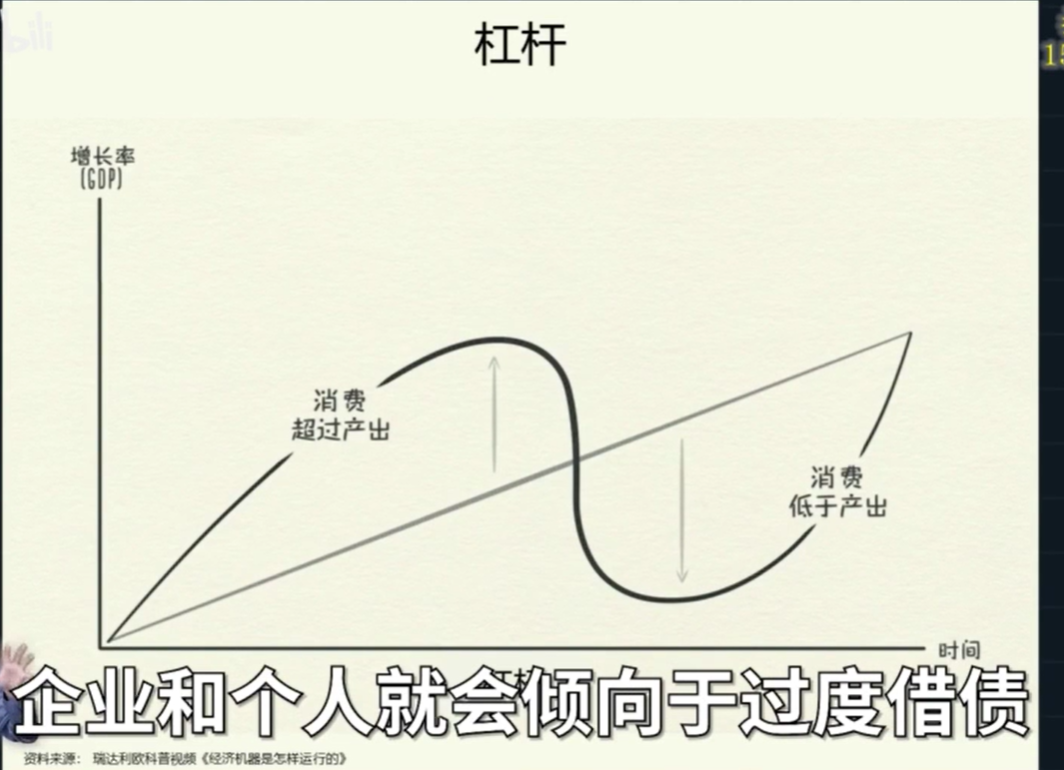 bili
杠杆
15
增长率
(GDP)
消费
超过产出
消费
低于产出
时间
企业和个人就会倾向于过度借债
资料来源： 瑞达利欧科普视频《经济机器是怎样运行的》